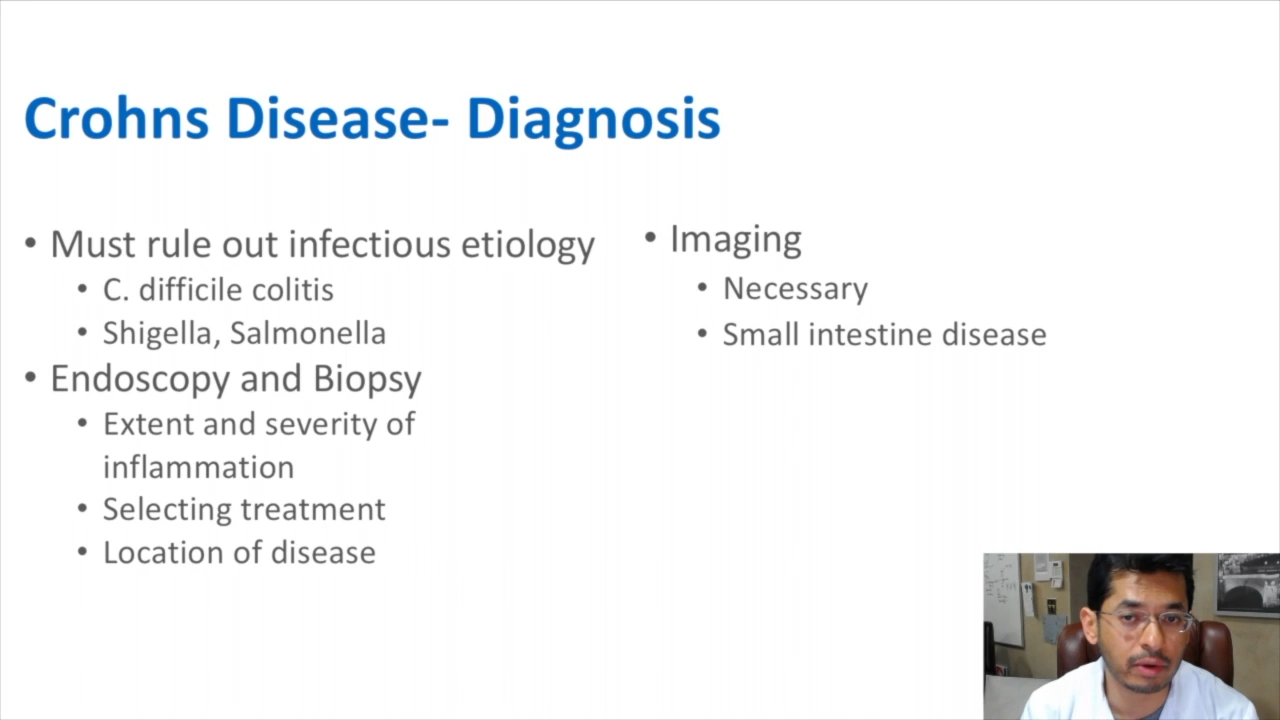 Crohns Disease- Diagnosis
• Must rule out infectious etiology
• C. difficile colitis
• Shigella, Salmonella
• Endoscopy and Biopsy
• Extent and severity of
inflammation
• Selecting treatment
• Location of disease
• Imaging
• Necessary
• Small intestine disease